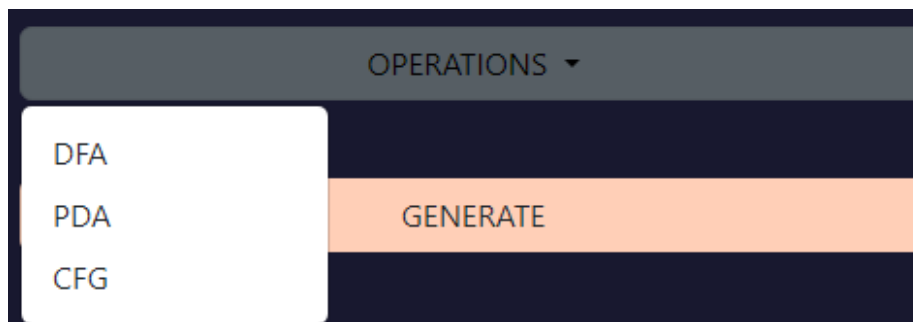 OPERATIONS
DFA
PDA
GENERATE
CFG